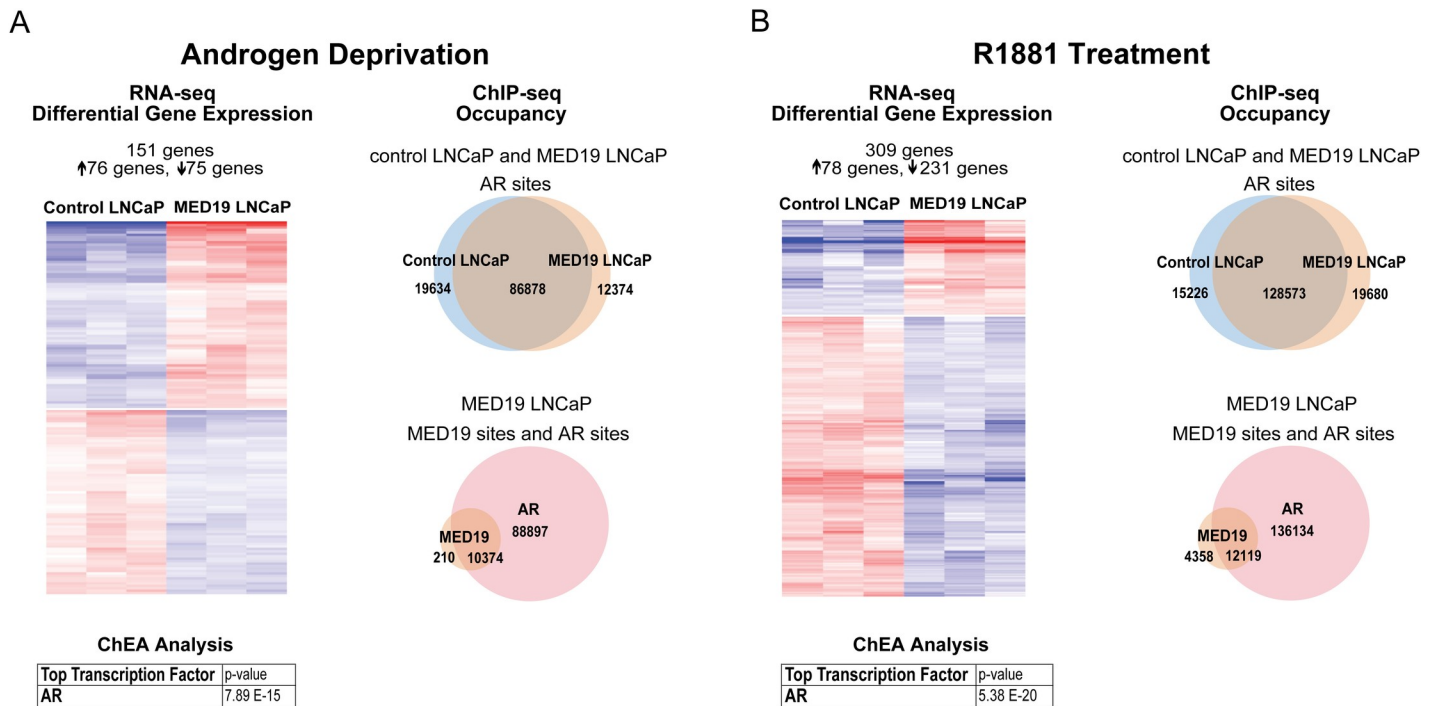 A
Androgen Deprivation
RNA-seq
Differential Gene Expression
151 genes
↑76 genes, ↓75 genes
Control LNCaP MED19 LNCaP
ChIP-seq
Occupancy
control LNCaP and MED19 LNCaP
AR sites
Control LNCaP MED19 LNCaP
19634 86878 12374
MED19 LNCaP
MED19 sites and AR sites
AR
88897
MED19
210 10374
ChEA Analysis
Top Transcription Factor p-value
AR 7.89 E-15
B
R1881 Treatment
RNA-seq
Differential Gene Expression
309 genes
↑78 genes, ↓231 genes
Control LNCaP MED19 LNCaP
ChIP-seq
Occupancy
control LNCaP and MED19 LNCaP
AR sites
Control LNCaP MED19 LNCaP
15226 128573 19680
MED19 LNCaP
MED19 sites and AR sites
AR
136134
MED19
4358 12119
ChEA Analysis
Top Transcription Factor p-value
AR 5.38 E-20